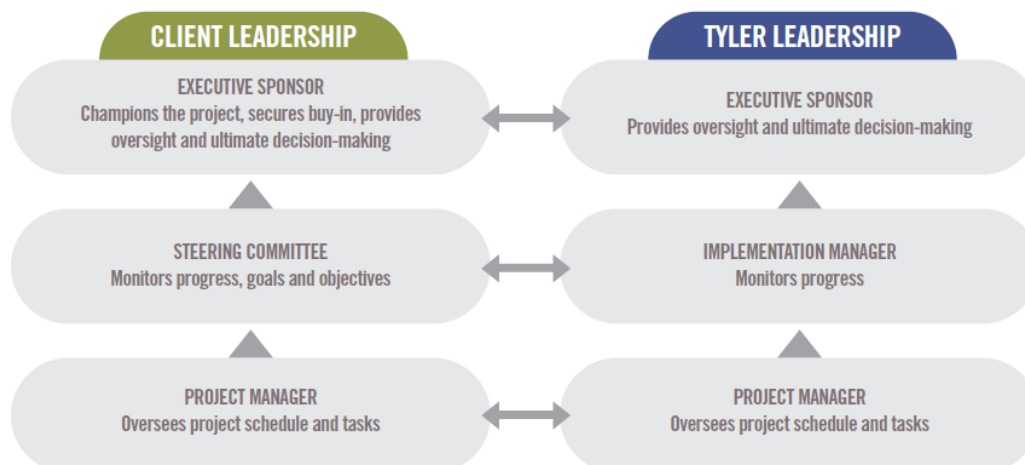 CLIENT LEADERSHIP
EXECUTIVE SPONSOR
Champions the project, secures buy-in, provides
oversight and ultimate decision-making
STEERING COMMITTEE
Monitors progress, goals and objectives
PROJECT MANAGER
Oversees project schedule and tasks
TYLER LEADERSHIP
EXECUTIVE SPONSOR
Provides oversight and ultimate decision-making
IMPLEMENTATION MANAGER
Monitors progress
PROJECT MANAGER
Oversees project schedule and tasks